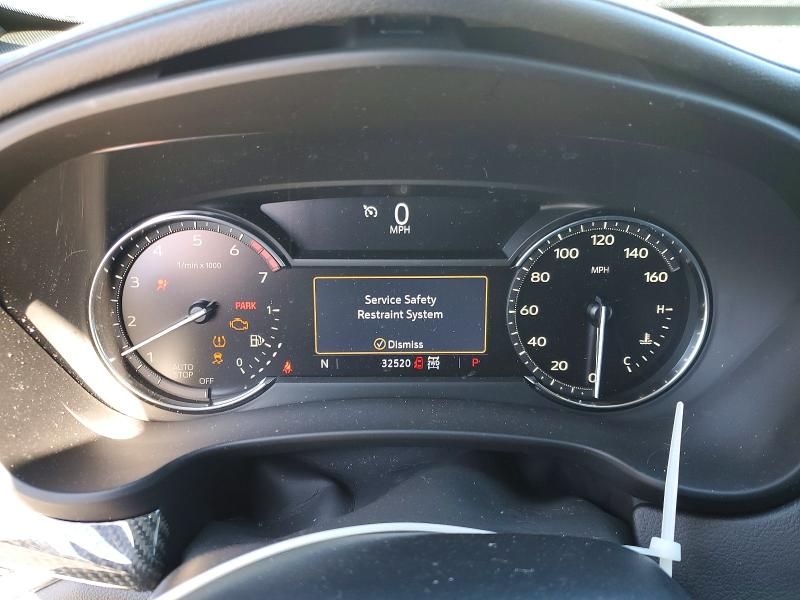 0
MPH
5
4
6
1/min x 1000
3
7
PARK
1
2
1
AUTO
STOP
OFF
0
Service Safety
Restraint System
Dismiss
N
32520
2WD
P
120
100
140
80
MPH
160
60
H
40
C
20
0